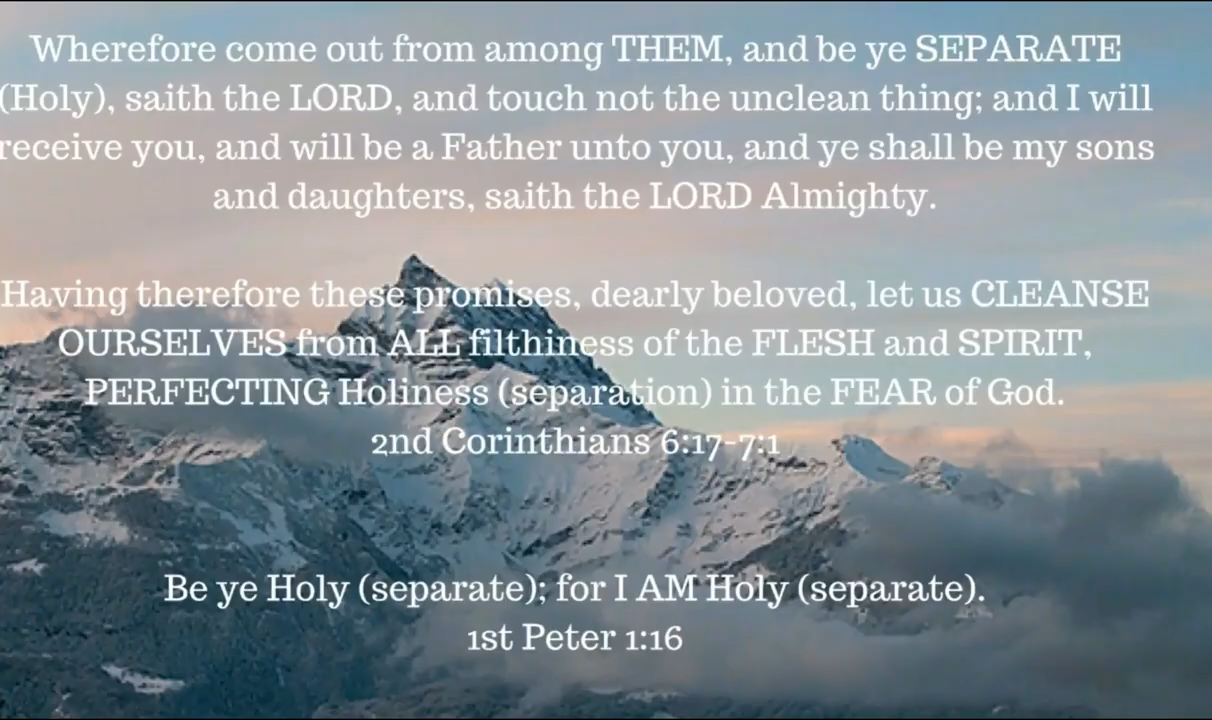 Wherefore come out from among THEM, and be ye SEPARATE
(Holy), saith the LORD, and touch not the unclean thing; and I will
receive you, and will be a Father unto you, and ye shall be my sons
and daughters, saith the LORD Almighty.
Having therefore these promises, dearly beloved, let us CLEANSE
OURSELVES from ALL filthiness of the FLESH and SPIRIT,
PERFECTING Holiness (separation) in the FEAR of God.
2nd Corinthians 6:17-7:1
Be ye Holy (separate); for I AM Holy (separate).
1st Peter 1:16